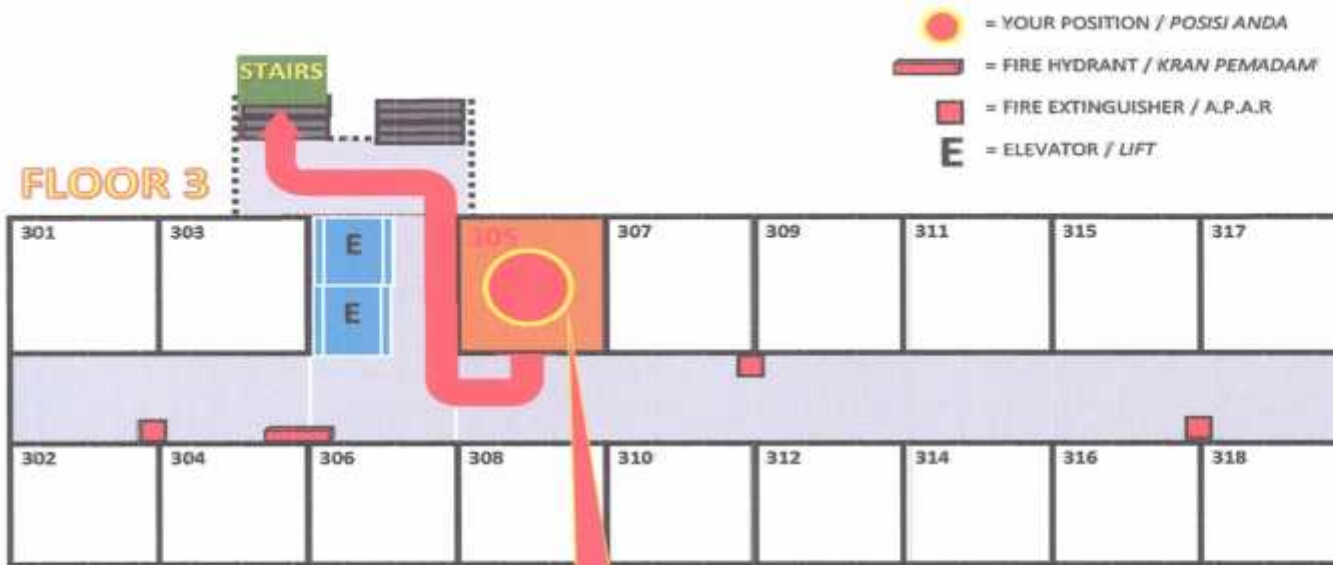 = YOUR POSITION / POSISI ANDA
= FIRE HYDRANT / KRAN PEMADAM
= FIRE EXTINGUISHER / A.P.A.R
E = ELEVATOR / LIFT
STAIRS
FLOOR 3
301 303 E 305 307 309 311 315 317
E
302 304 306 308 310 312 314 316 318